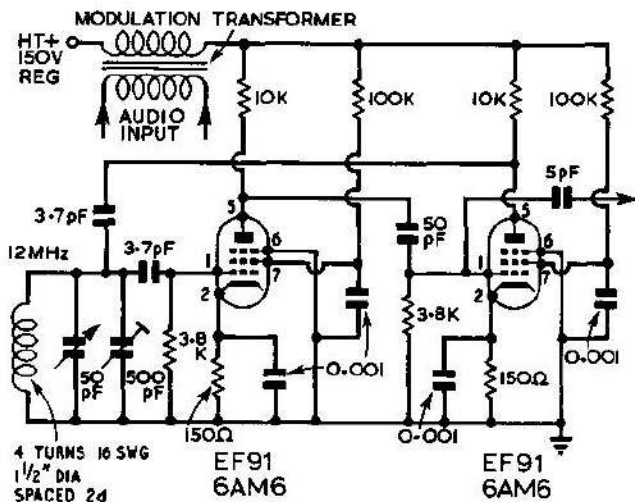 MODULATION TRANSFORMER
HT+
150V
REG
AUDIO
INPUT
10K
100K
10K
100K
3·7pF
5pF
12MHz
3·7pF
50
pF
5
6
1
7
2
5
6
1
7
2
3·8
K
3·8K
50
pF
500
pF
0·001
0·001
150Ω
150Ω
0·001
4 TURNS 16 SWG
1 1/2" DIA
SPACED 2d
EF91
6AM6
EF91
6AM6